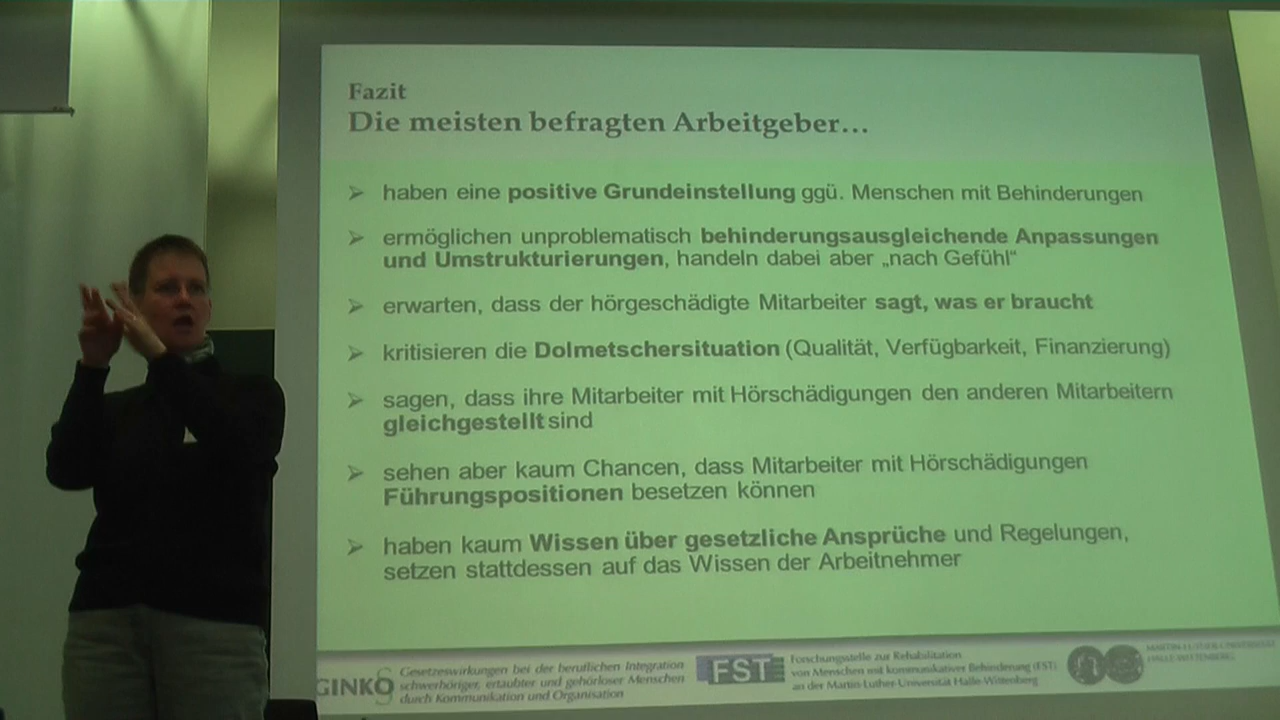 Fazit
Die meisten befragten Arbeitgeber…
➢ haben eine positive Grundeinstellung ggü. Menschen mit Behinderungen
➢ ermöglichen unproblematisch behinderungsausgleichende Anpassungen
und Umstrukturierungen, handeln dabei aber „nach Gefühl“
➢ erwarten, dass der hörgeschädigte Mitarbeiter sagt, was er braucht
➢ kritisieren die Dolmetschersituation (Qualität, Verfügbarkeit, Finanzierung)
➢ sagen, dass ihre Mitarbeiter mit Hörschädigungen den anderen Mitarbeitern
gleichgestellt sind
➢ sehen aber kaum Chancen, dass Mitarbeiter mit Hörschädigungen
Führungspositionen besetzen können
➢ haben kaum Wissen über gesetzliche Ansprüche und Regelungen,
setzen stattdessen auf das Wissen der Arbeitnehmer
GINKO
Gesetzeswirkungen bei der beruflichen Integration
schwerhöriger, ertaubter und gehörloser Menschen
durch Kommunikation und Organisation
FST
Forschungsstelle zur Rehabilitation
von Menschen mit kommunikativer Behinderung (FST)
an der Martin-Luther-Universität Halle-Wittenberg
MARTIN-LUTHER-UNIVERSITÄT
HALLE-WITTENBERG